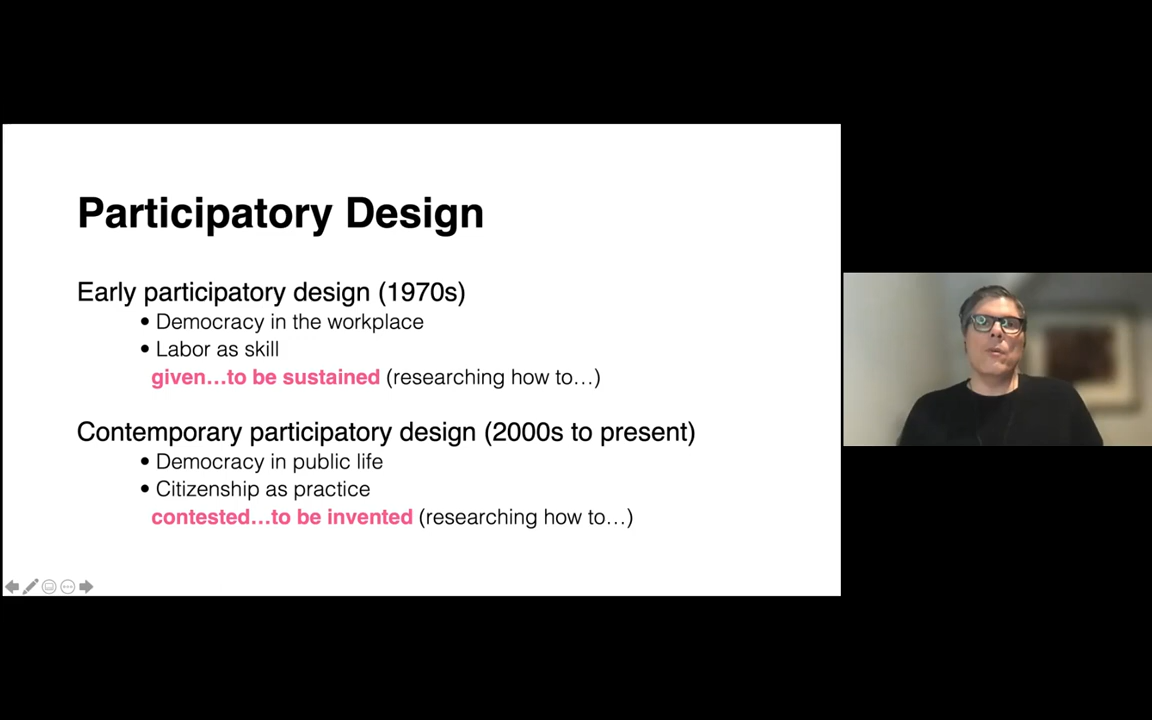 Participatory Design
Early participatory design (1970s)
• Democracy in the workplace
• Labor as skill
given…to be sustained (researching how to…)
Contemporary participatory design (2000s to present)
• Democracy in public life
• Citizenship as practice
contested…to be invented (researching how to…)